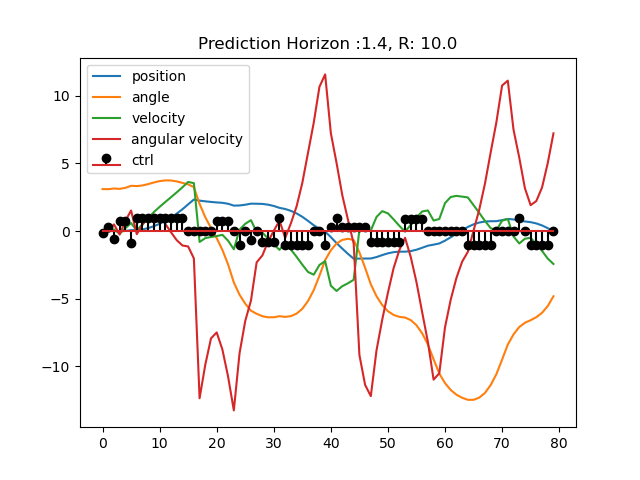 Prediction Horizon :1.4, R: 10.0
position
angle
velocity
angular velocity
ctrl
10
5
0
−5
−10
0 10 20 30 40 50 60 70 80